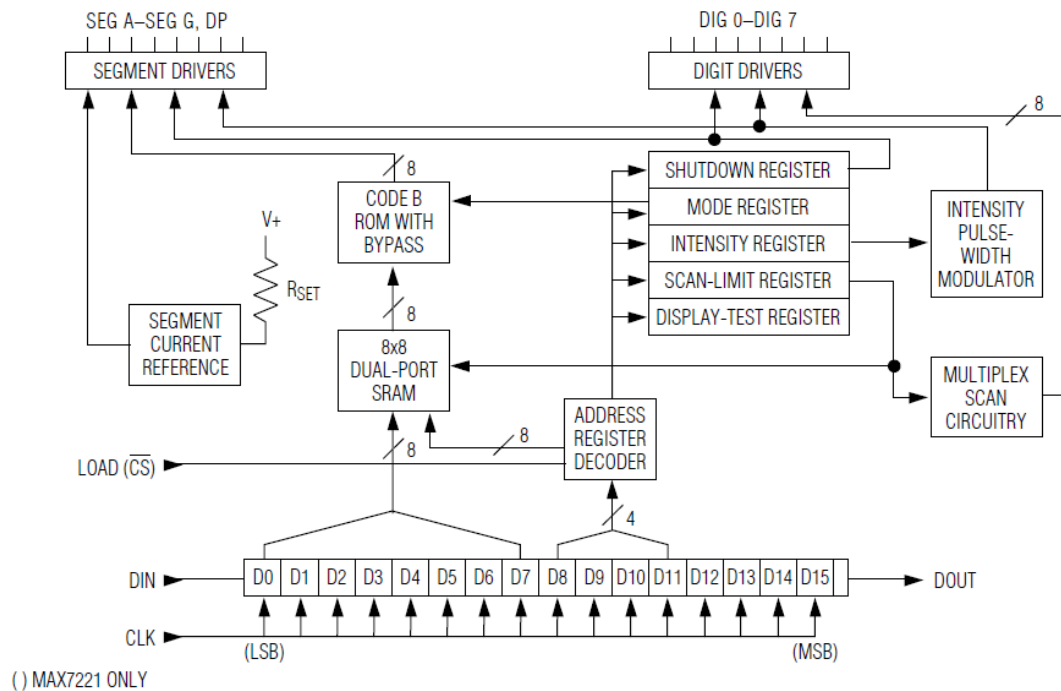 SEG A–SEG G, DP
DIG 0–DIG 7
SEGMENT DRIVERS
DIGIT DRIVERS
8
8
CODE B
ROM WITH
BYPASS
SHUTDOWN REGISTER
MODE REGISTER
INTENSITY REGISTER
SCAN-LIMIT REGISTER
DISPLAY-TEST REGISTER
INTENSITY
PULSE-
WIDTH
MODULATOR
V+
RSET
SEGMENT
CURRENT
REFERENCE
8
8x8
DUAL-PORT
SRAM
MULTIPLEX
SCAN
CIRCUITRY
ADDRESS
REGISTER
DECODER
8
8
LOAD (C̅S̅)
4
DIN
D0 D1 D2 D3 D4 D5 D6 D7 D8 D9 D10 D11 D12 D13 D14 D15
DOUT
CLK
(LSB)
(MSB)
( ) MAX7221 ONLY